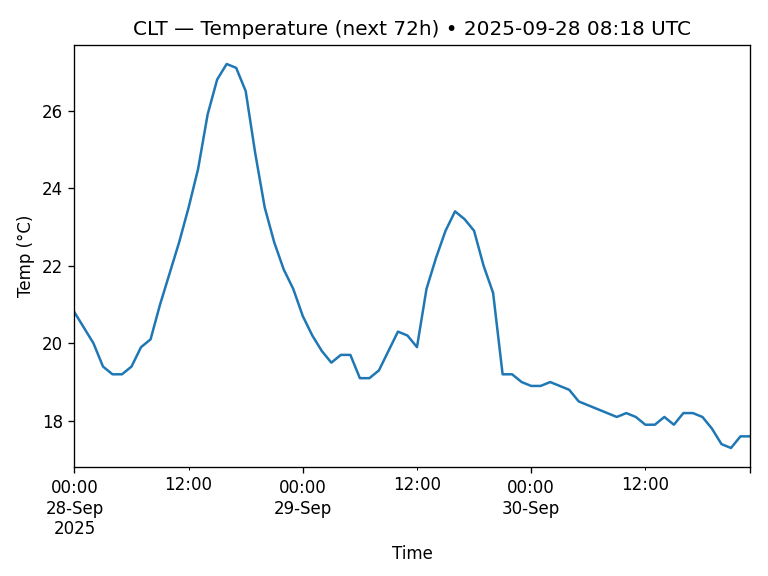 CLT — Temperature (next 72h) • 2025-09-28 08:18 UTC
26
24
22
20
18
Temp (°C)
00:00 12:00 00:00 12:00 00:00 12:00
28-Sep 29-Sep 30-Sep
2025
Time